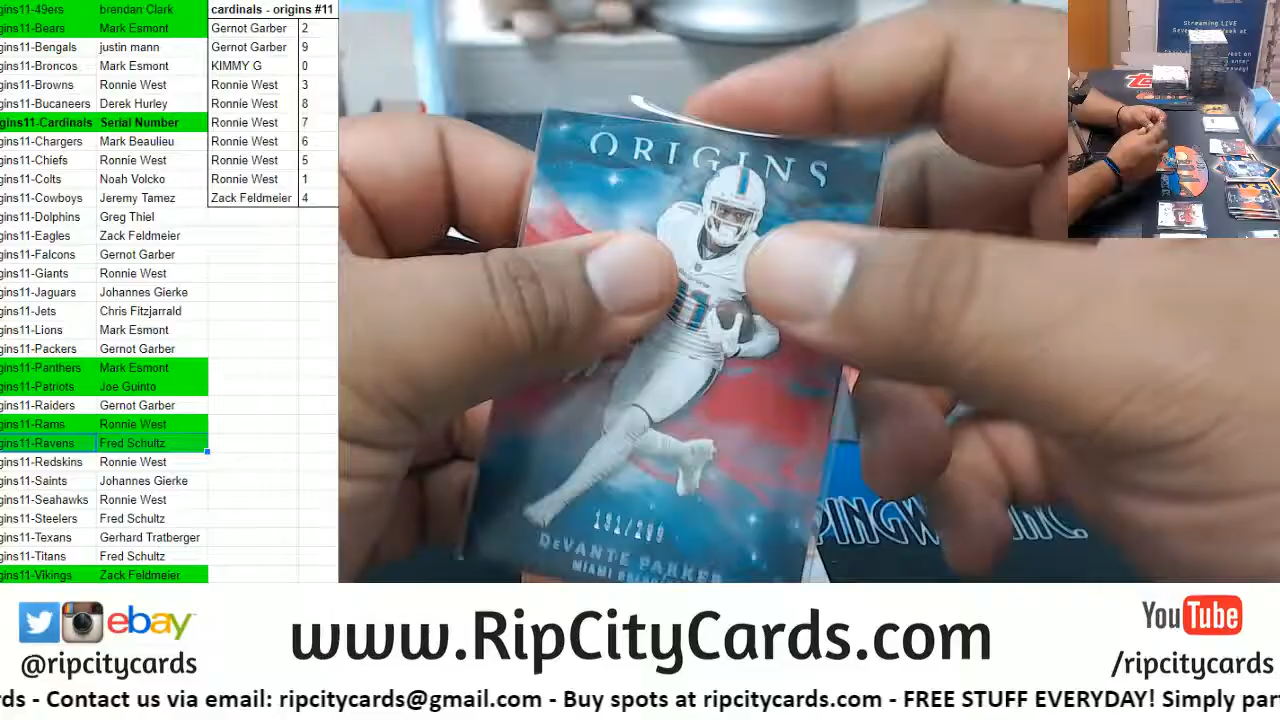 gins11-49ers brendan Clark
gins11-Bears Mark Esmont
gins11-Bengals justin mann
gins11-Broncos Mark Esmont
gins11-Browns Ronnie West
gins11-Bucaneers Derek Hurley
gins11-Cardinals Serial Number
gins11-Chargers Mark Beaulieu
gins11-Chiefs Ronnie West
gins11-Colts Noah Volcko
gins11-Cowboys Jeremy Tamez
gins11-Dolphins Greg Thiel
gins11-Eagles Zack Feldmeier
gins11-Falcons Gernot Garber
gins11-Giants Ronnie West
gins11-Jaguars Johannes Gierke
gins11-Jets Chris Fitzjarrald
gins11-Lions Mark Esmont
gins11-Packers Gernot Garber
gins11-Panthers Mark Esmont
gins11-Patriots Joe Guinto
gins11-Raiders Gernot Garber
gins11-Rams Ronnie West
gins11-Ravens Fred Schultz
gins11-Redskins Ronnie West
gins11-Saints Johannes Gierke
gins11-Seahawks Ronnie West
gins11-Steelers Fred Schultz
gins11-Texans Gerhard Tratberger
gins11-Titans Fred Schultz
gins11-Vikings Zack Feldmeier
cardinals - origins #11
Gernot Garber 2
Gernot Garber 9
KIMMY G 0
Ronnie West 3
Ronnie West 8
Ronnie West 7
Ronnie West 6
Ronnie West 5
Ronnie West 1
Zack Feldmeier 4
ORIGINS
11
191/299
DeVANTE PARKER
MIAMI
Streaming LIVE
ebay
@ripcitycards
www.RipCityCards.com
YouTube
/ripcitycards
rds - Contact us via email: ripcitycards@gmail.com - Buy spots at ripcitycards.com - FREE STUFF EVERYDAY! Simply par